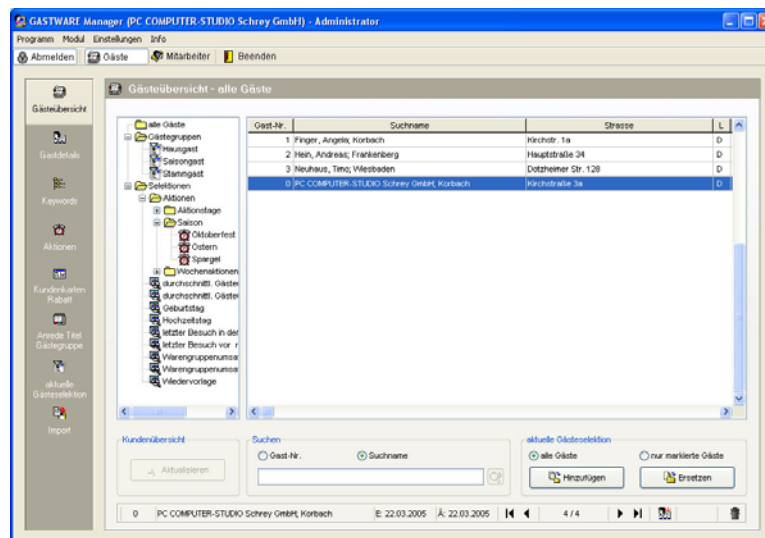 GASTWARE Manager (PC COMPUTER-STUDIO Schrey GmbH) - Administrator
Programm Modul Einstellungen Info
Abmelden Gäste Mitarbeiter Beenden
Gästeübersicht
Gastdetails
Keywords
Aktionen
Kundenkarten
Rabatt
Anrede Titel
Gästegruppe
aktuelle
Gästeselektion
Import
Gästeübersicht - alle Gäste
alle Gäste
Gästegruppen
Hausgast
Saisongast
Stammgast
Selektionen
Aktionen
Aktionstage
Saison
Oktoberfest
Ostern
Spargel
Wochenaktionen
durchschnittl. Gäste
durchschnittl. Gäste
Geburtstag
Hochzeitstag
letzter Besuch in der
letzter Besuch vor
Warengruppenumsa
Warengruppenumsa
Wiedervorlage
Gast-Nr. Suchname Strasse L
1 Finger, Angela; Korbach Kirchstr. 1a D
2 Hein, Andreas; Frankenberg Hauptstraße 34 D
3 Neuhaus, Timo; Wiesbaden Dotzheimer Str. 128 D
0 PC COMPUTER-STUDIO Schrey GmbH; Korbach Kirchstraße 3a D
Kundenübersicht
Aktualisieren
Suchen
Gast-Nr. Suchname
aktuelle Gästeselektion
alle Gäste nur markierte Gäste
Hinzufügen Ersetzen
0 PC COMPUTER-STUDIO Schrey GmbH; Korbach E: 22.03.2005 Ä: 22.03.2005 4 / 4